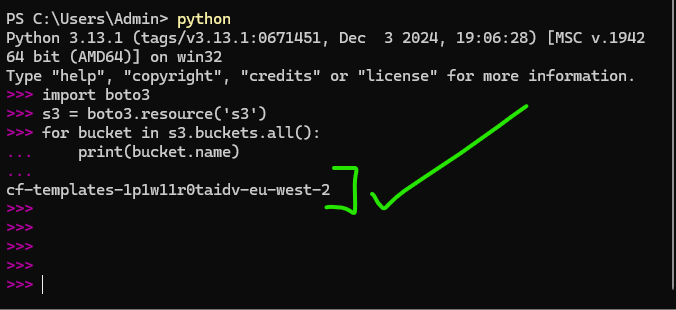 PS C:\Users\Admin> python
Python 3.13.1 (tags/v3.13.1:0671451, Dec  3 2024, 19:06:28) [MSC v.1942
64 bit (AMD64)] on win32
Type "help", "copyright", "credits" or "license" for more information.
>>> import boto3
>>> s3 = boto3.resource('s3')
>>> for bucket in s3.buckets.all():
...     print(bucket.name)
...
cf-templates-1p1w11r0taidv-eu-west-2
>>>
>>>
>>>
>>>
>>>